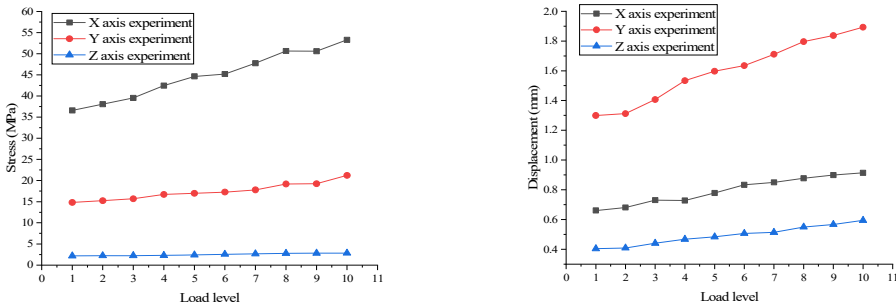 60
55
50
45
40
35
30
25
20
15
10
5
0
Stress (MPa)
X axis experiment
Y axis experiment
Z axis experiment
0 1 2 3 4 5 6 7 8 9 10 11
Load level
2.0
1.8
1.6
1.4
1.2
1.0
0.8
0.6
0.4
Displacement (mm)
X axis experiment
Y axis experiment
Z axis experiment
0 1 2 3 4 5 6 7 8 9 10 11
Load level